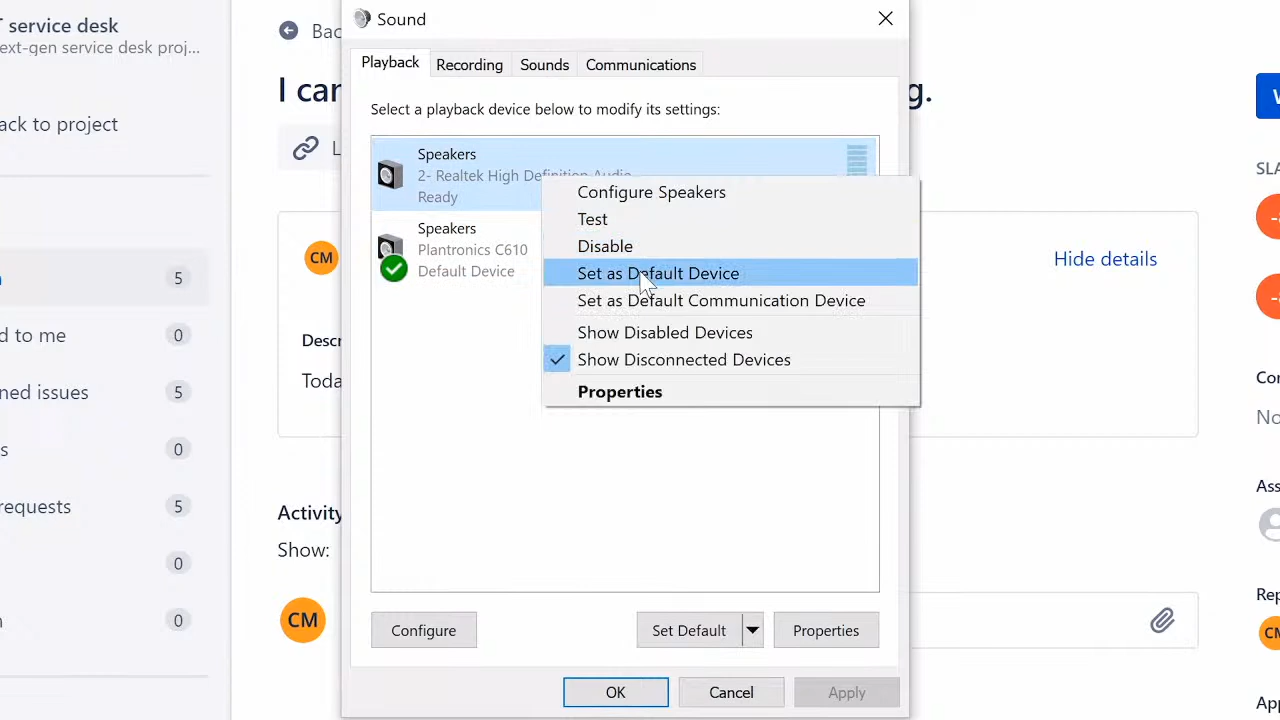 Sound
service desk
ext-gen service desk proj...
ack to project
5
d to me
0
ned issues
5
s
0
requests
5
0
0
Bac
I can
g.
L
CM
Hide details
Descr
Toda
Activity
Show:
CM
Playback
Recording
Sounds
Communications
Select a playback device below to modify its settings:
Speakers
2- Realtek High Definition Audio
Ready
Speakers
Plantronics C610
Default Device
Configure Speakers
Test
Disable
Set as Default Device
Set as Default Communication Device
Show Disabled Devices
Show Disconnected Devices
Properties
Configure
Set Default
Properties
OK
Cancel
Apply
SLA
Cor
No
Ass
Rep
CM
App